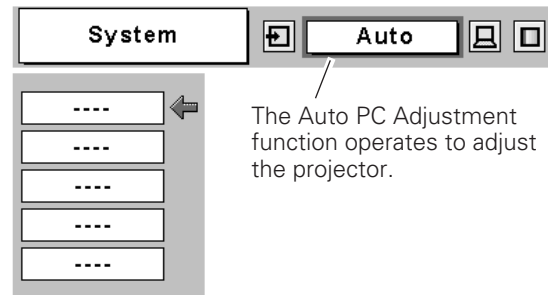 System
Auto
----
----
----
----
----
The Auto PC Adjustment
function operates to adjust
the projector.